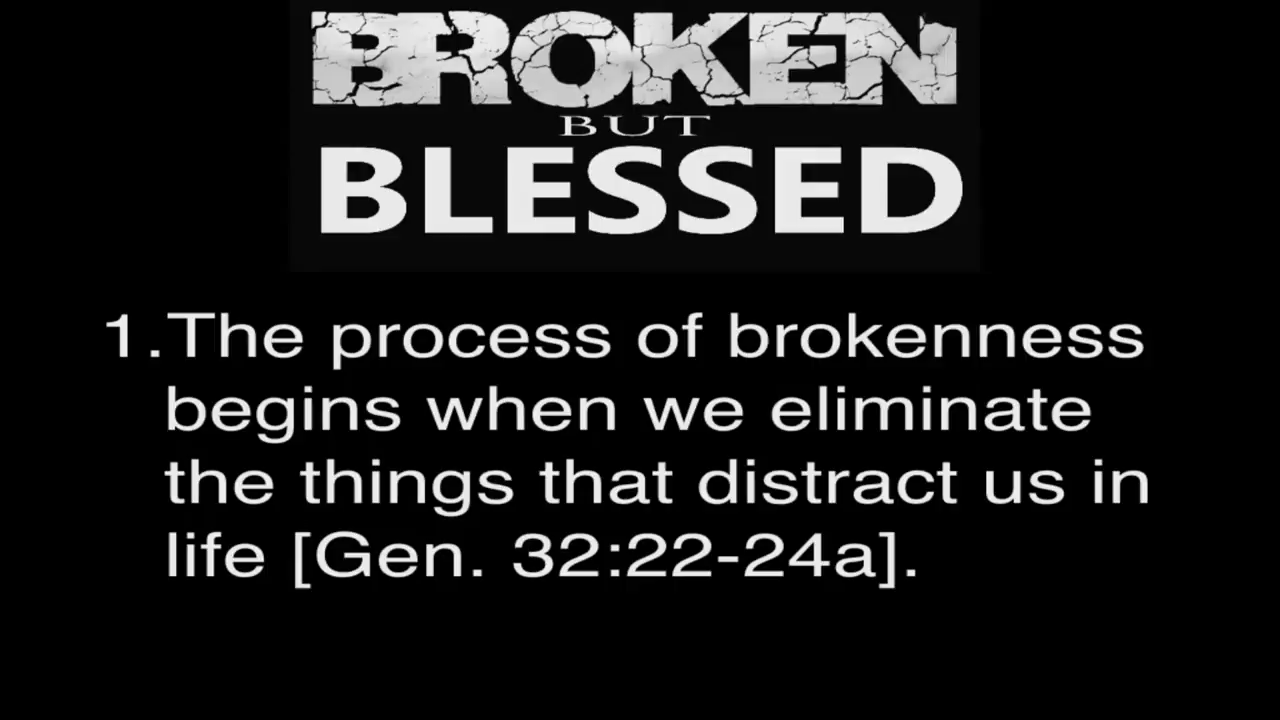 BROKEN
BUT
BLESSED
1.The process of brokenness
begins when we eliminate
the things that distract us in
life [Gen. 32:22-24a].